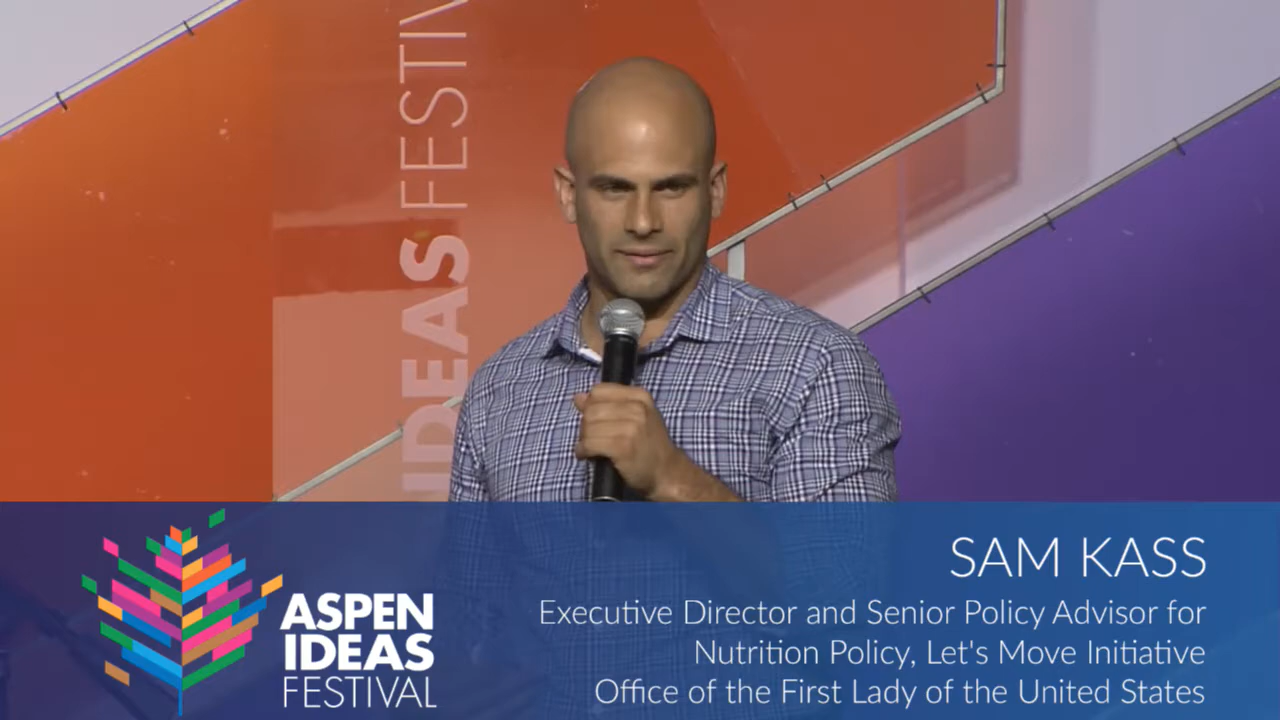 IDEAS FESTIV
SAM KASS
Executive Director and Senior Policy Advisor for
Nutrition Policy, Let's Move Initiative
Office of the First Lady of the United States
ASPEN
IDEAS
FESTIVAL